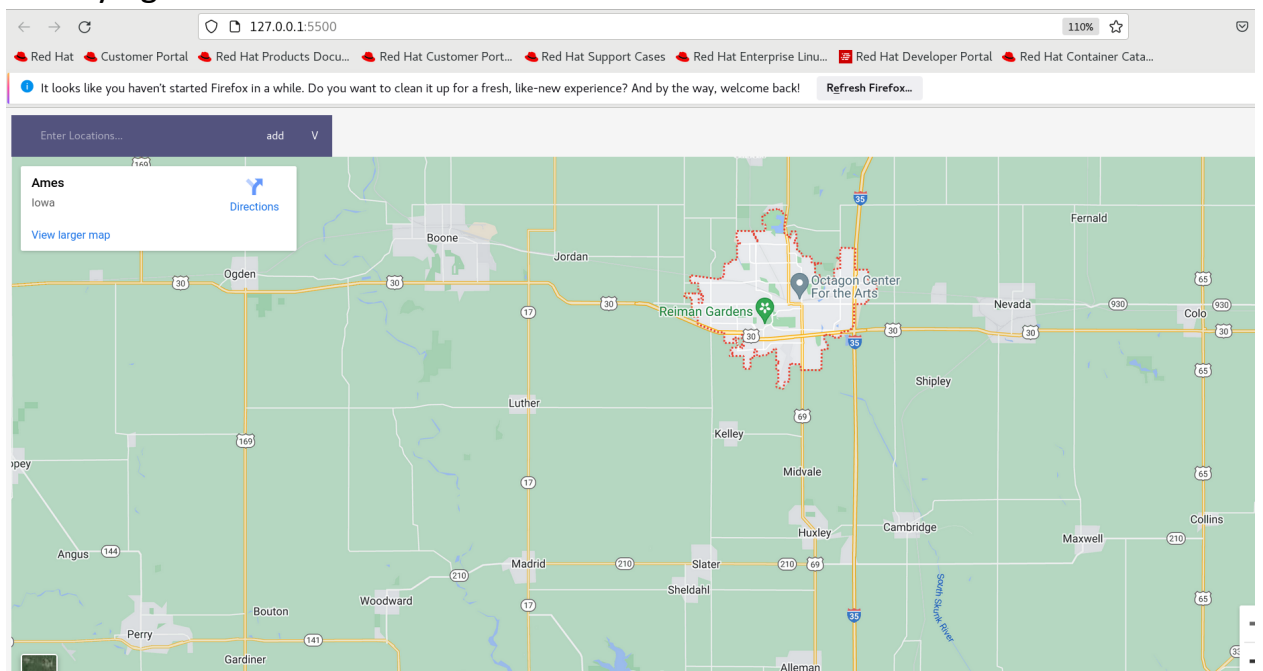 127.0.0.1:5500
110%
Red Hat Customer Portal Red Hat Products Docu... Red Hat Customer Port... Red Hat Support Cases Red Hat Enterprise Linu... Red Hat Developer Portal Red Hat Container Cata...
It looks like you haven't started Firefox in a while. Do you want to clean it up for a fresh, like-new experience? And by the way, welcome back! Refresh Firefox...
Enter Locations... add V
169
Ames
Iowa
Directions
View larger map
35
Fernald
Boone
Jordan
Ogden
30
30
Octagon Center
For the Arts
65
30
17
Reiman Gardens
Nevada
930
930
Colo
30
30
30
30
35
65
Shipley
Luther
69
169
Kelley
Midvale
65
17
Collins
Huxley
Cambridge
Maxwell
210
Angus
144
Madrid
210
Slater
210
69
210
Sheldahl
South Skunk River
65
Woodward
17
Bouton
35
Perry
141
Gardiner
Alleman